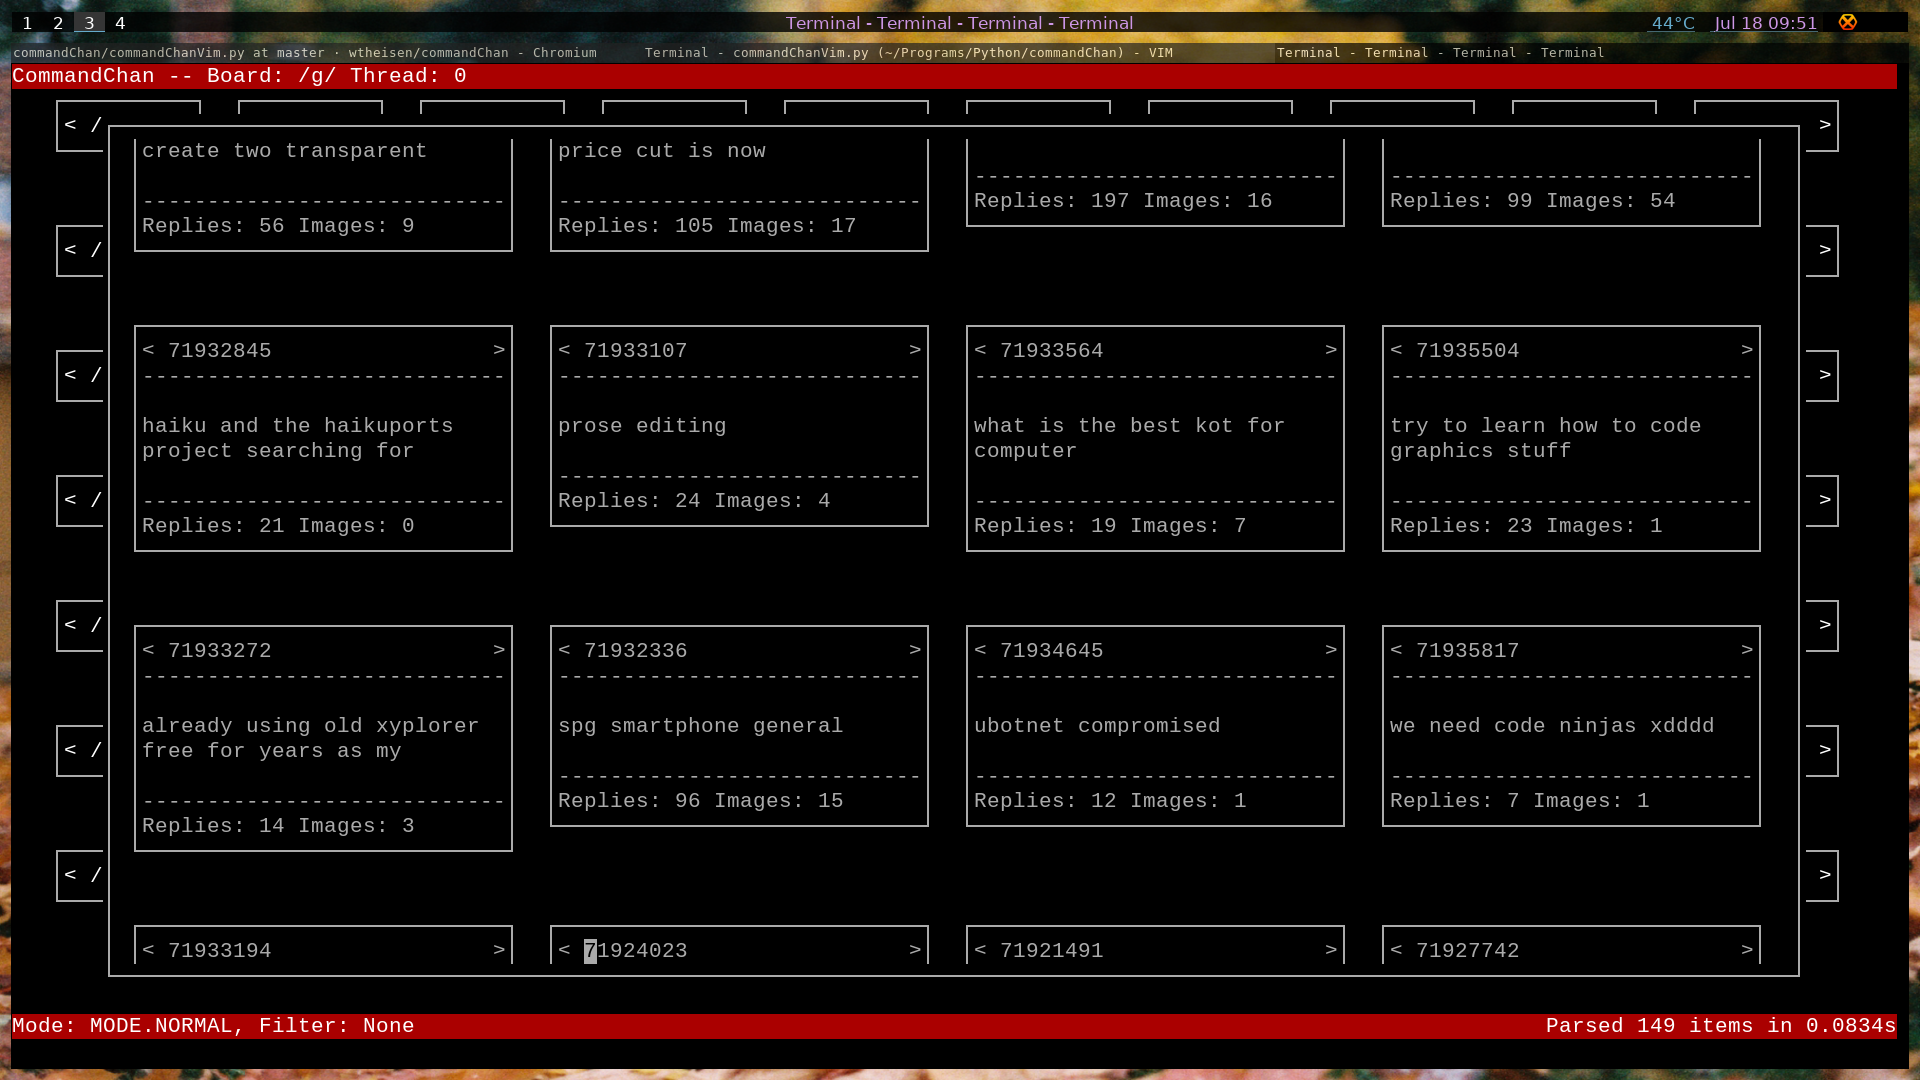 1 2 3 4 Terminal - Terminal - Terminal - Terminal 44°C Jul 18 09:51
commandChan/commandChanVim.py at master · wtheisen/commandChan - Chromium Terminal - commandChanVim.py (~/Programs/Python/commandChan) - VIM Terminal - Terminal - Terminal - Terminal
CommandChan -- Board: /g/ Thread: 0
< / >
create two transparent price cut is now
---------------------------- ----------------------------
Replies: 197 Images: 16 Replies: 99 Images: 54
---------------------------- ----------------------------
Replies: 56 Images: 9 Replies: 105 Images: 17
< / >
< 71932845 > < 71933107 > < 71933564 > < 71935504 >
< / >
---------------------------- ---------------------------- ---------------------------- ----------------------------
haiku and the haikuports prose editing what is the best kot for try to learn how to code
project searching for computer graphics stuff
----------------------------
< / >
Replies: 24 Images: 4
---------------------------- ---------------------------- ----------------------------
Replies: 21 Images: 0 Replies: 19 Images: 7 Replies: 23 Images: 1
< / >
< 71933272 > < 71932336 > < 71934645 > < 71935817 >
---------------------------- ---------------------------- ---------------------------- ----------------------------
already using old xyplorer spg smartphone general ubotnet compromised we need code ninjas xdddd
free for years as my
< / >
---------------------------- ---------------------------- ----------------------------
Replies: 96 Images: 15 Replies: 12 Images: 1 Replies: 7 Images: 1
----------------------------
Replies: 14 Images: 3
< / >
< 71933194 > < 71924023 > < 71921491 > < 71927742 >
Mode: MODE.NORMAL, Filter: None Parsed 149 items in 0.0834s